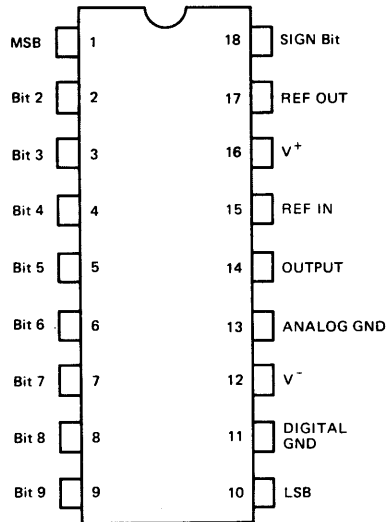 MSB 1 18 SIGN Bit
Bit 2 2 17 REF OUT
Bit 3 3 16 V+
Bit 4 4 15 REF IN
Bit 5 5 14 OUTPUT
Bit 6 6 13 ANALOG GND
Bit 7 7 12 V-
Bit 8 8 11 DIGITAL
GND
Bit 9 9 10 LSB